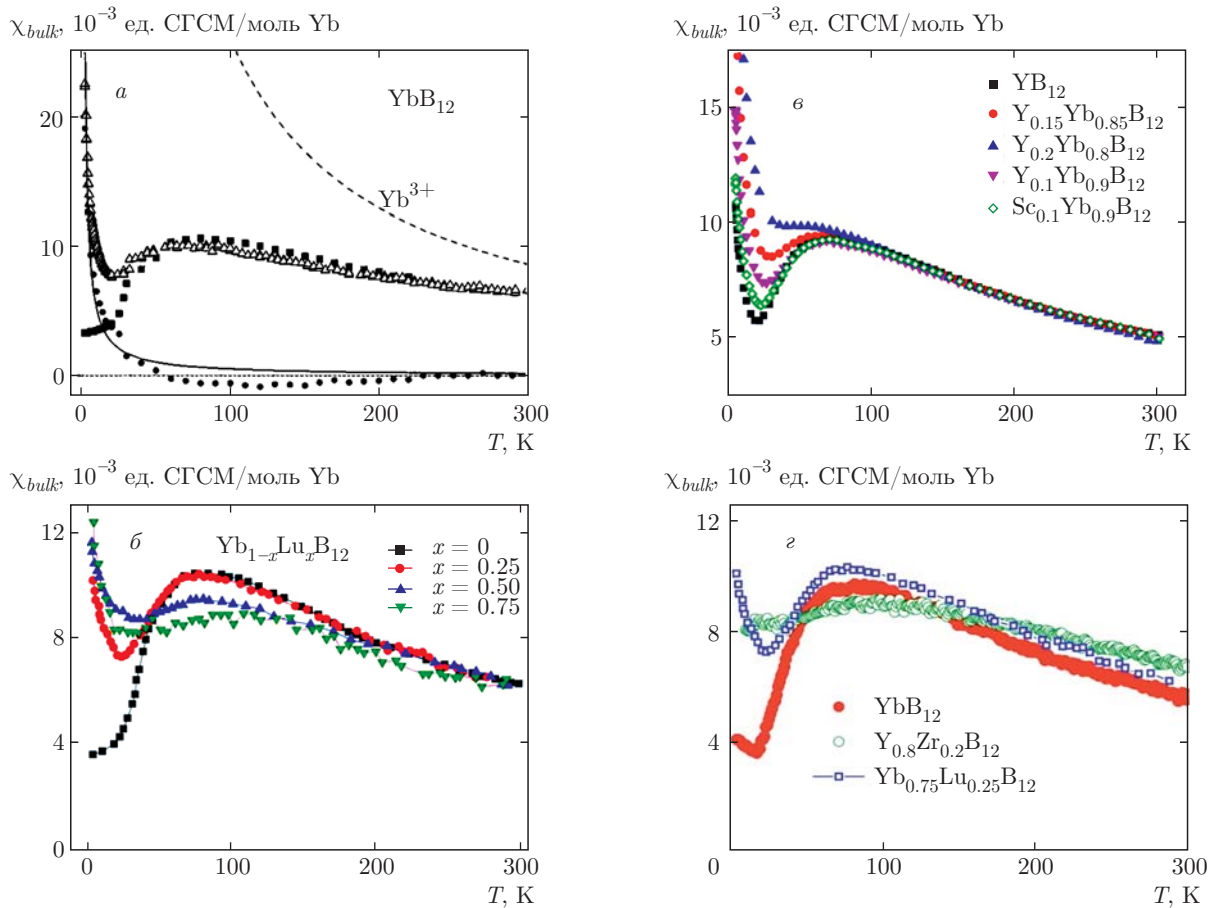 χbulk, 10⁻³ ед. СГСМ/моль Yb
а
YbB₁₂
Yb³⁺
20
10
0
0
100
200
300
T, K
χbulk, 10⁻³ ед. СГСМ/моль Yb
в
YB₁₂
Y₀.₁₅Yb₀.₈₅B₁₂
Y₀.₂Yb₀.₈B₁₂
Y₀.₁Yb₀.₉B₁₂
Sc₀.₁Yb₀.₉B₁₂
15
10
5
0
100
200
300
T, K
χbulk, 10⁻³ ед. СГСМ/моль Yb
б
Yb₁₋ₓLuₓB₁₂
x = 0
x = 0.25
x = 0.50
x = 0.75
12
8
4
0
0
100
200
300
T, K
χbulk, 10⁻³ ед. СГСМ/моль Yb
г
YbB₁₂
Y₀.₈Zr₀.₂B₁₂
Yb₀.₇₅Lu₀.₂₅B₁₂
12
8
4
0
0
100
200
300
T, K